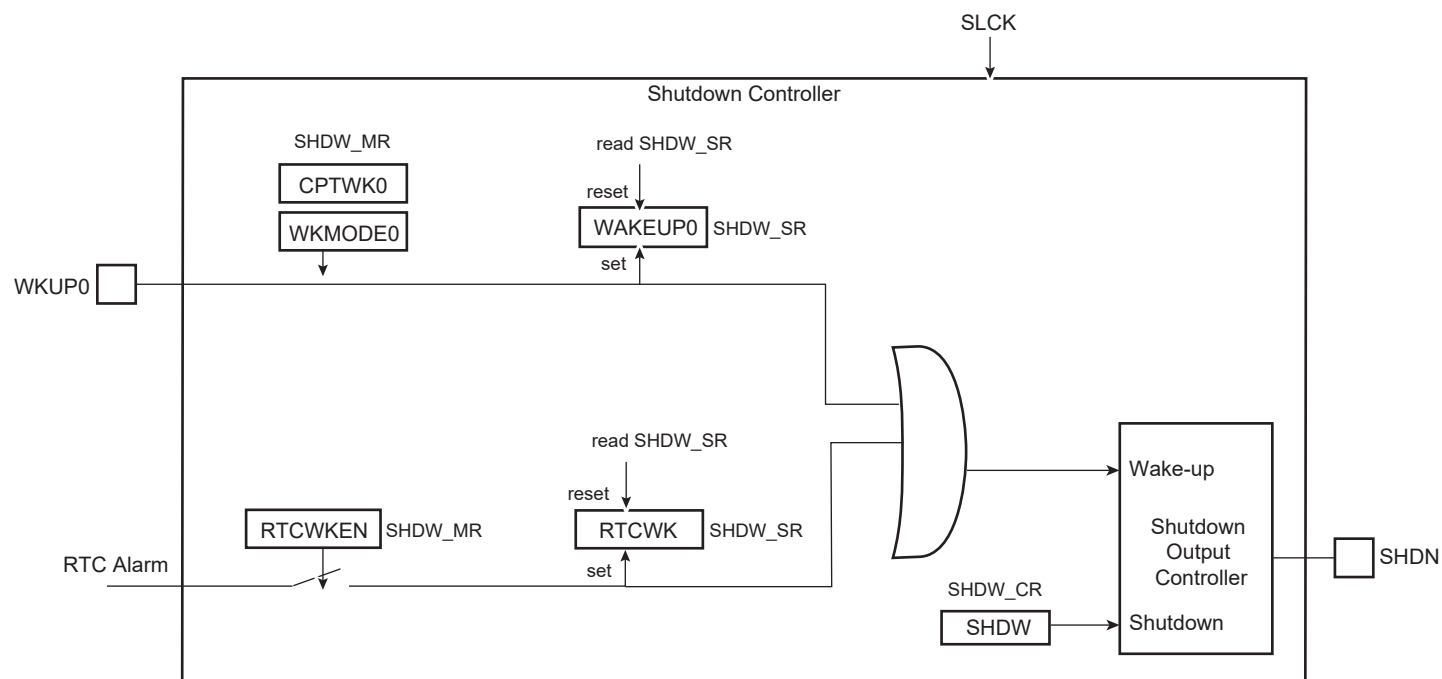 SLCK
Shutdown Controller
SHDW_MR
CPTWK0
WKMODE0
read SHDW_SR
reset
WAKEUP0
SHDW_SR
set
WKUP0
read SHDW_SR
reset
RTCWKEN
SHDW_MR
RTCWK
SHDW_SR
set
RTC Alarm
Wake-up
Shutdown
Output
Controller
SHDN
SHDW_CR
SHDW
Shutdown